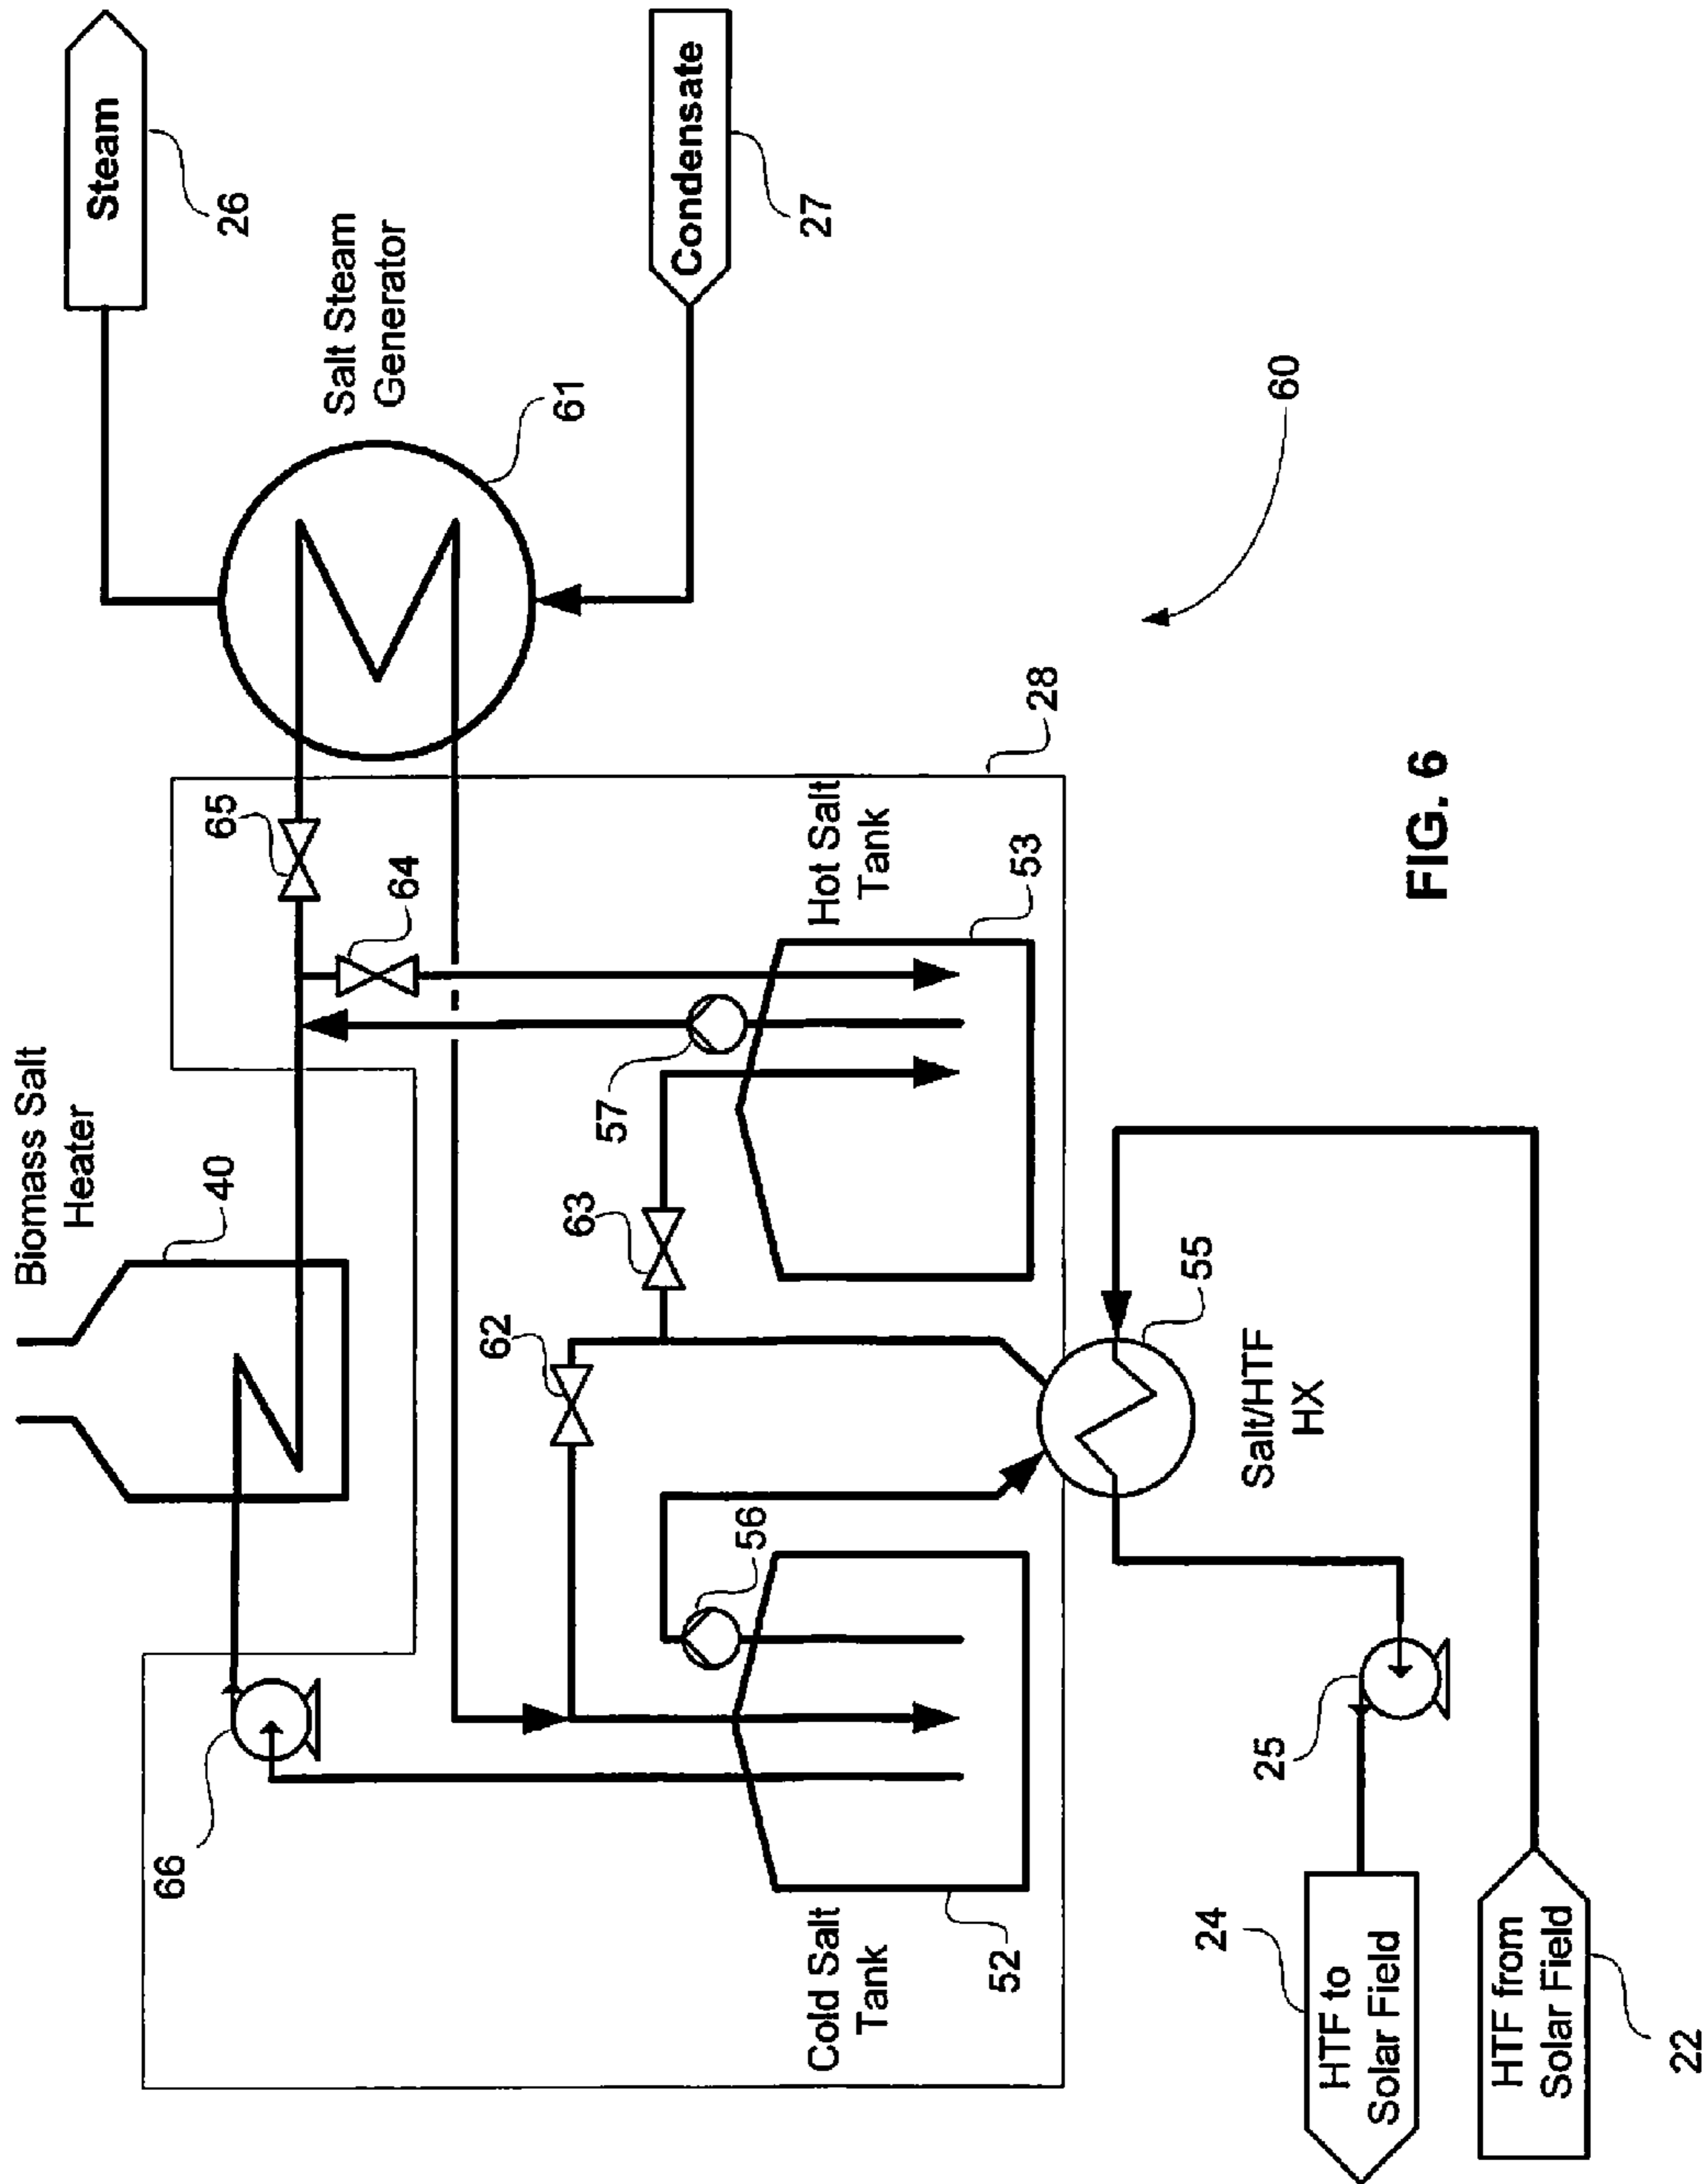 Biomass Salt
Heater
40
66
65
64
Steam
26
Salt Steam
Generator
61
Condensate
27
62
63
57
56
Hot Salt
Tank
53
28
Cold Salt
Tank
52
55
Salt/HTF
HX
25
24
HTF to
Solar Field
HTF from
Solar Field
22
60
FIG. 6